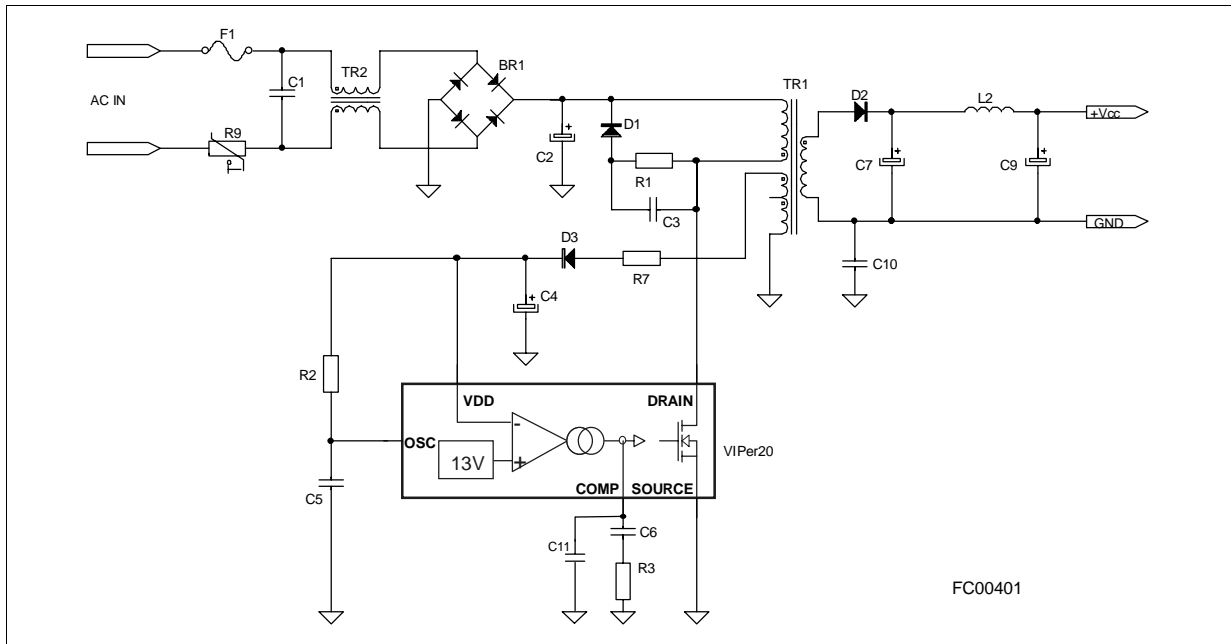 F1
TR2
BR1
C1
AC IN
R9
C2
D1
R1
C3
TR1
D2
L2
+Vcc
C7
+
C9
+
GND
C10
+
D3
R7
C4
+
R2
C5
VDD
DRAIN
OSC
-
+
13V
COMP
SOURCE
VIPer20
C11
C6
R3
FC00401